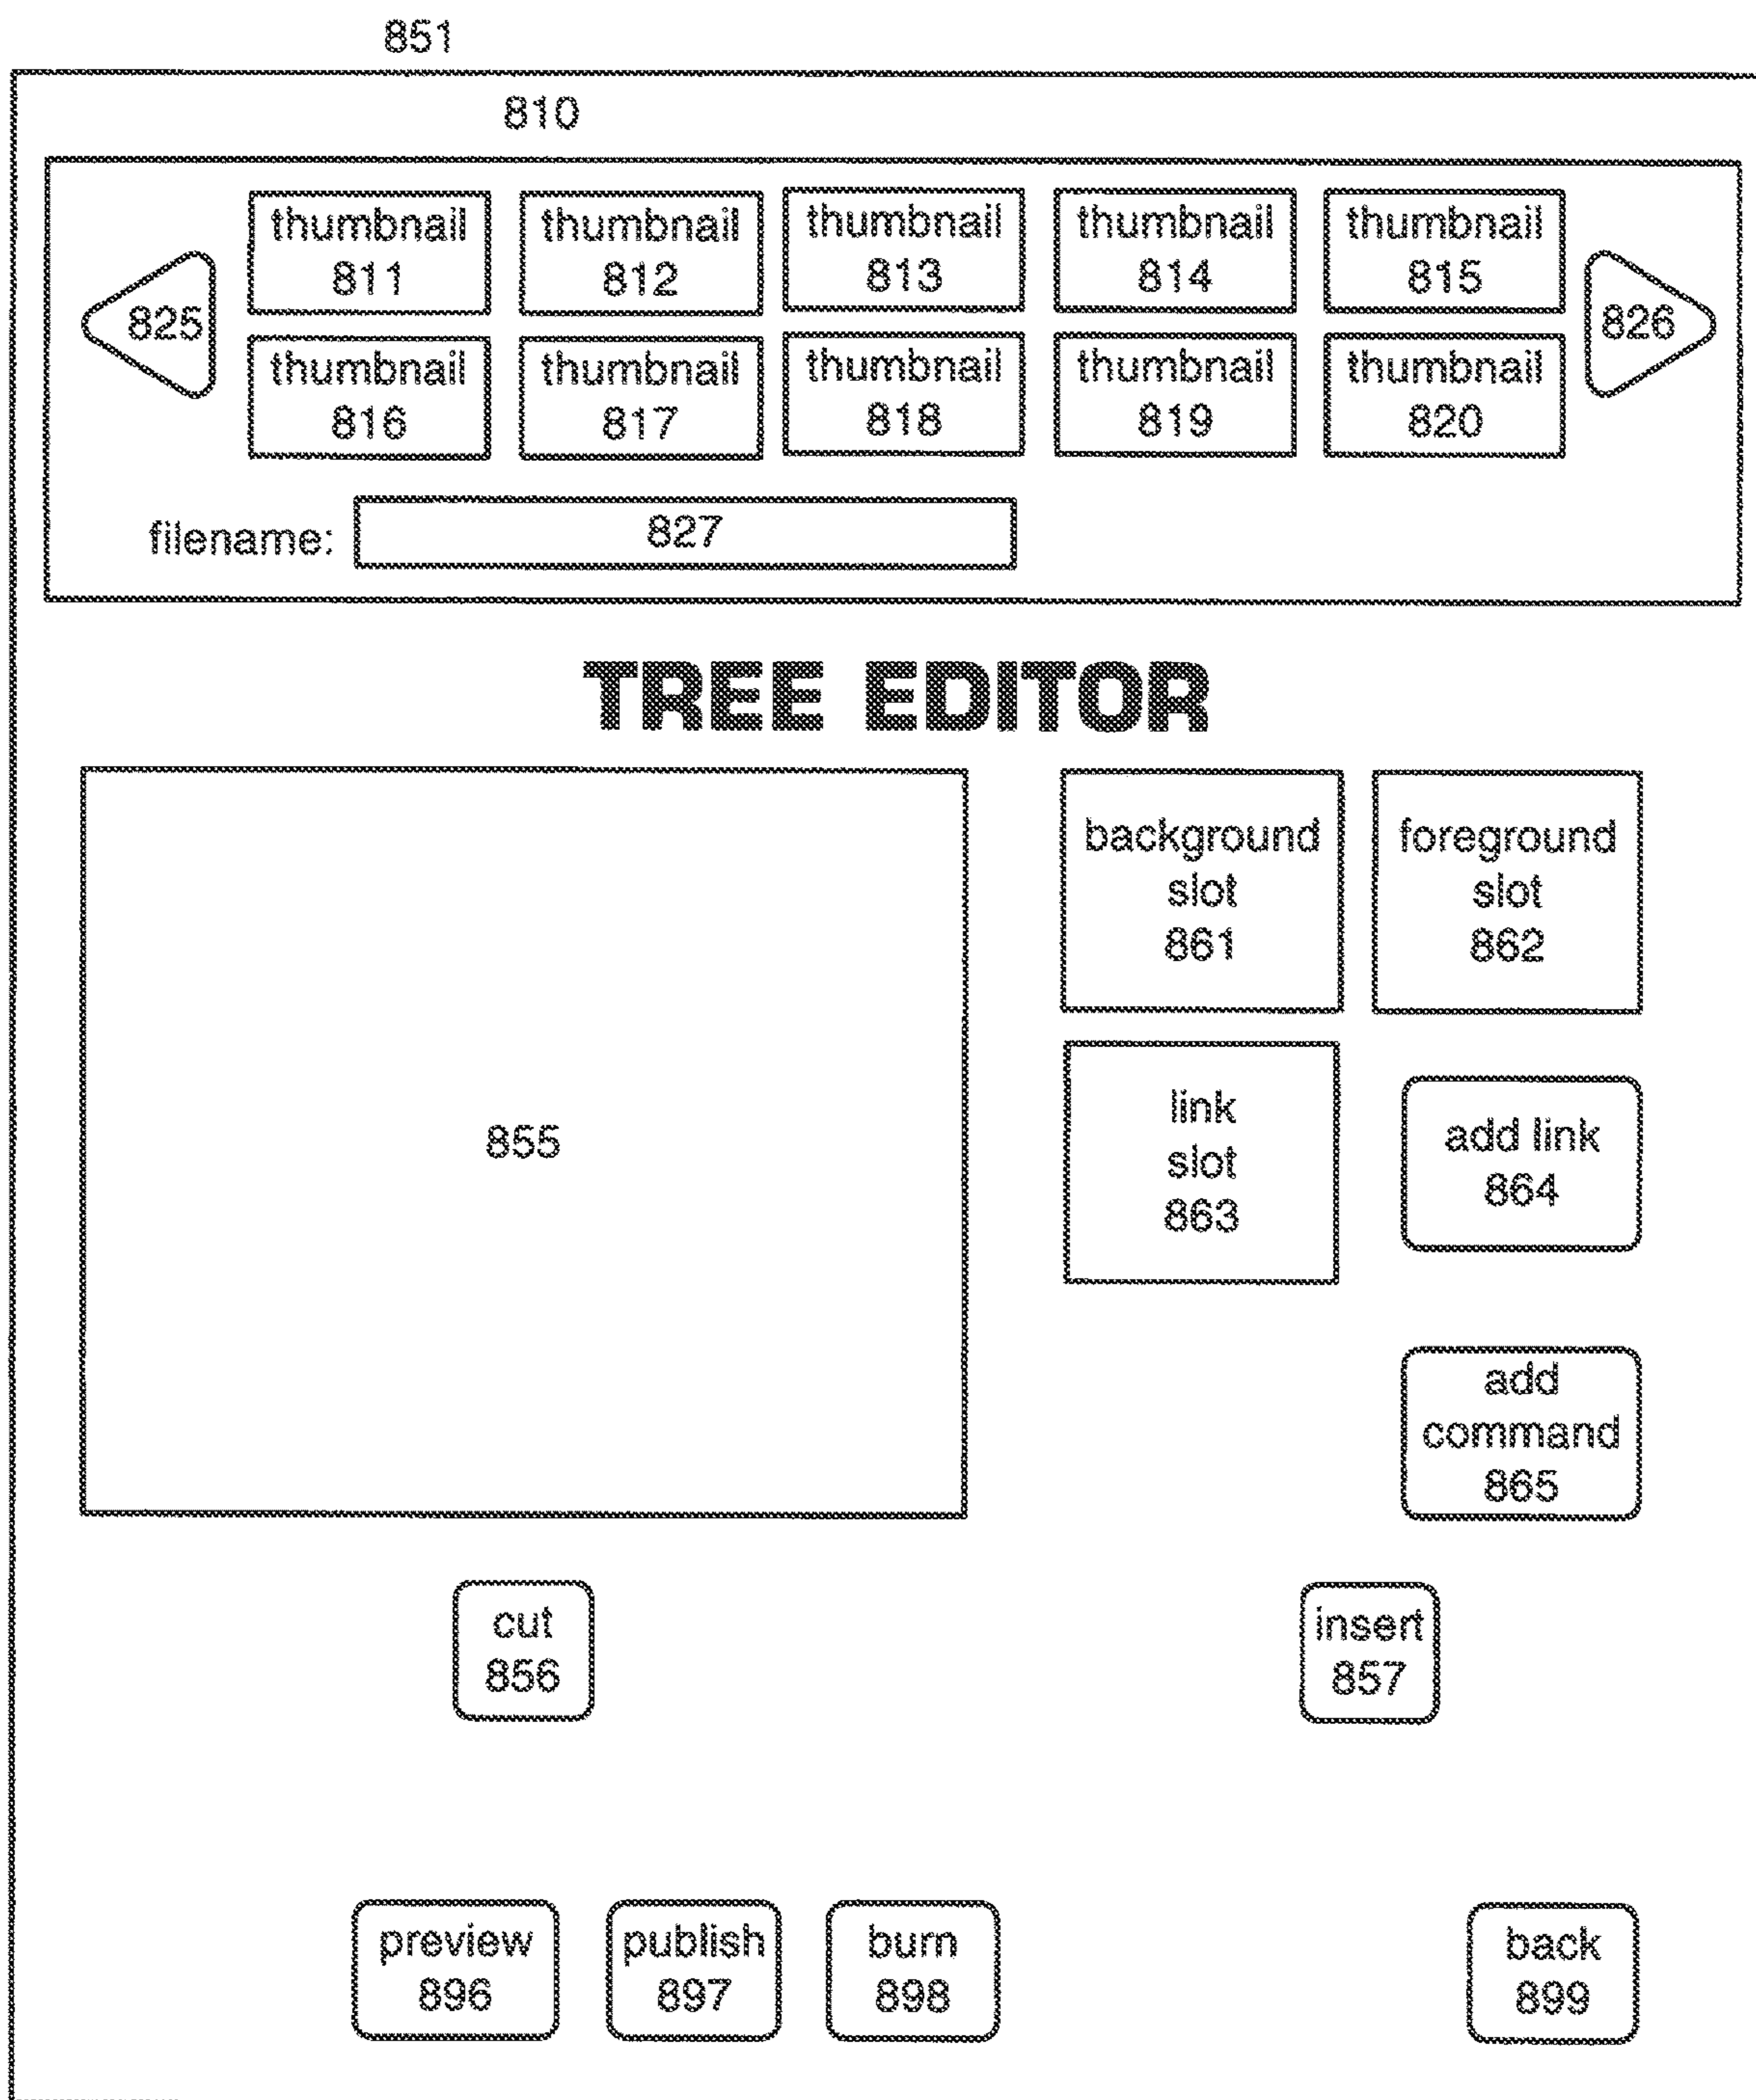 851
810
thumbnail
811
thumbnail
812
thumbnail
813
thumbnail
814
thumbnail
815
825
826
thumbnail
816
thumbnail
817
thumbnail
818
thumbnail
819
thumbnail
820
filename:
827
TREE EDITOR
855
background
slot
861
foreground
slot
862
link
slot
863
add link
864
add
command
865
cut
856
insert
857
preview
896
publish
897
burn
898
back
899